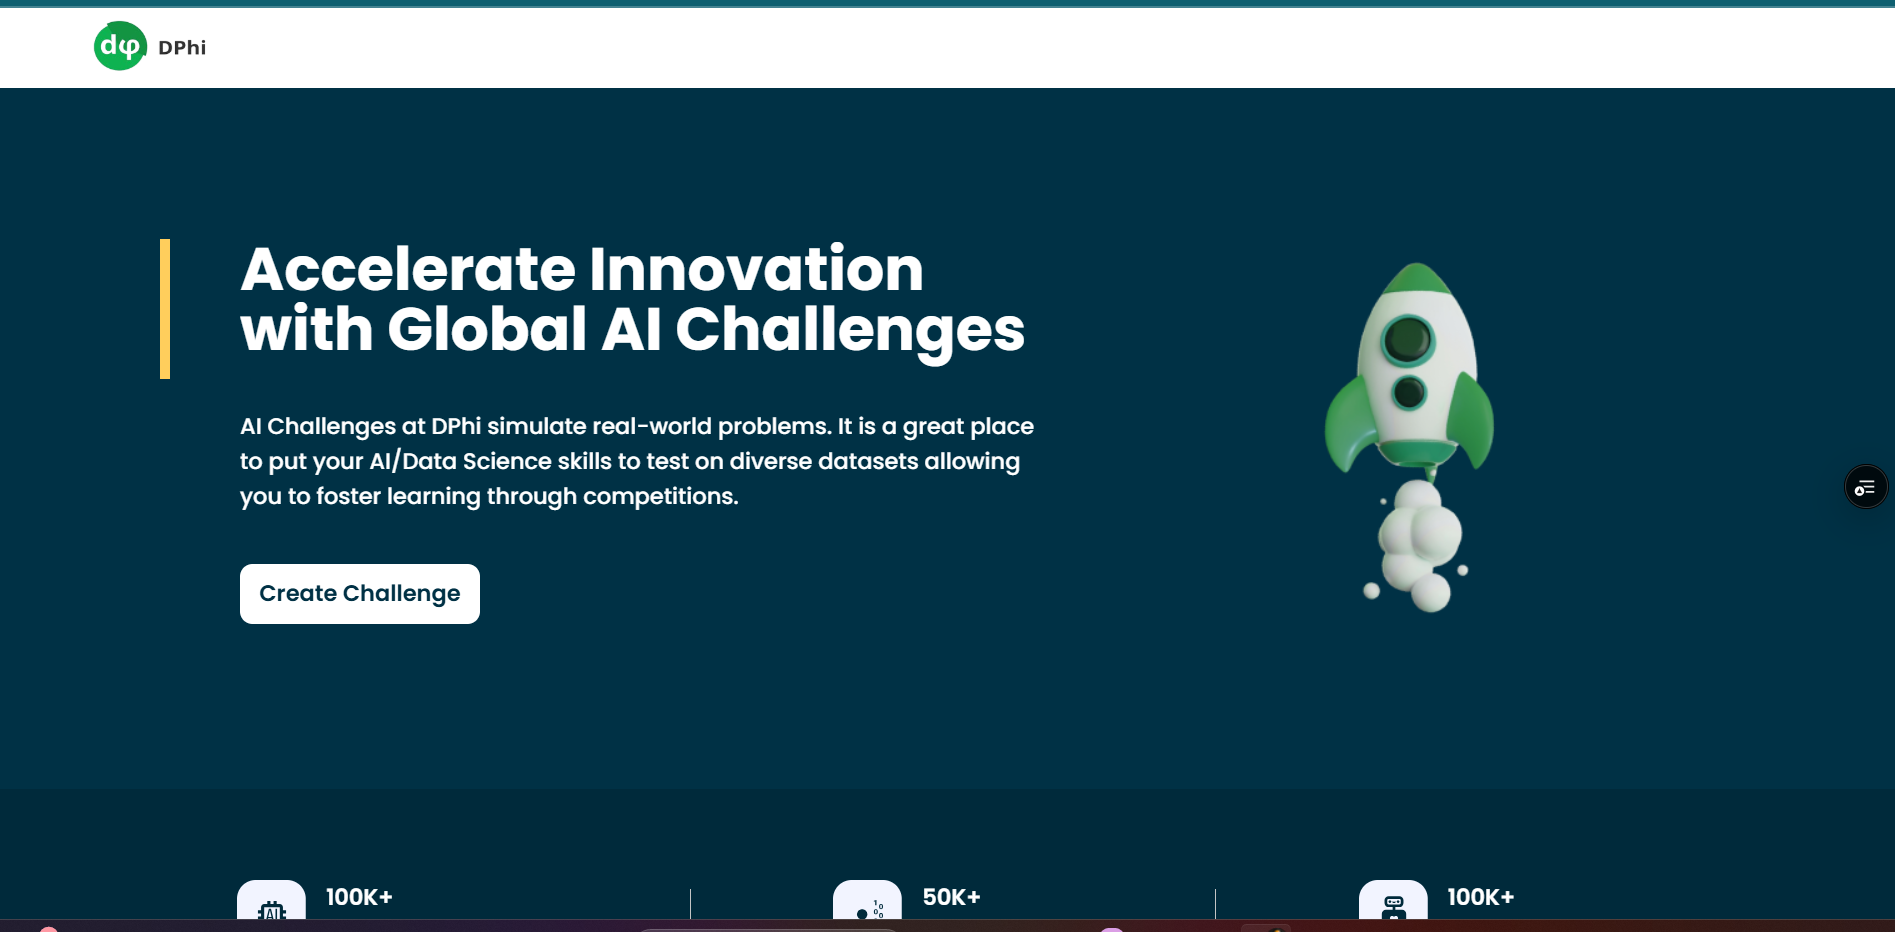 dφ DPhi
Accelerate Innovation
with Global AI Challenges
AI Challenges at DPhi simulate real-world problems. It is a great place
to put your AI/Data Science skills to test on diverse datasets allowing
you to foster learning through competitions.
Create Challenge
100K+
50K+
100K+
AI